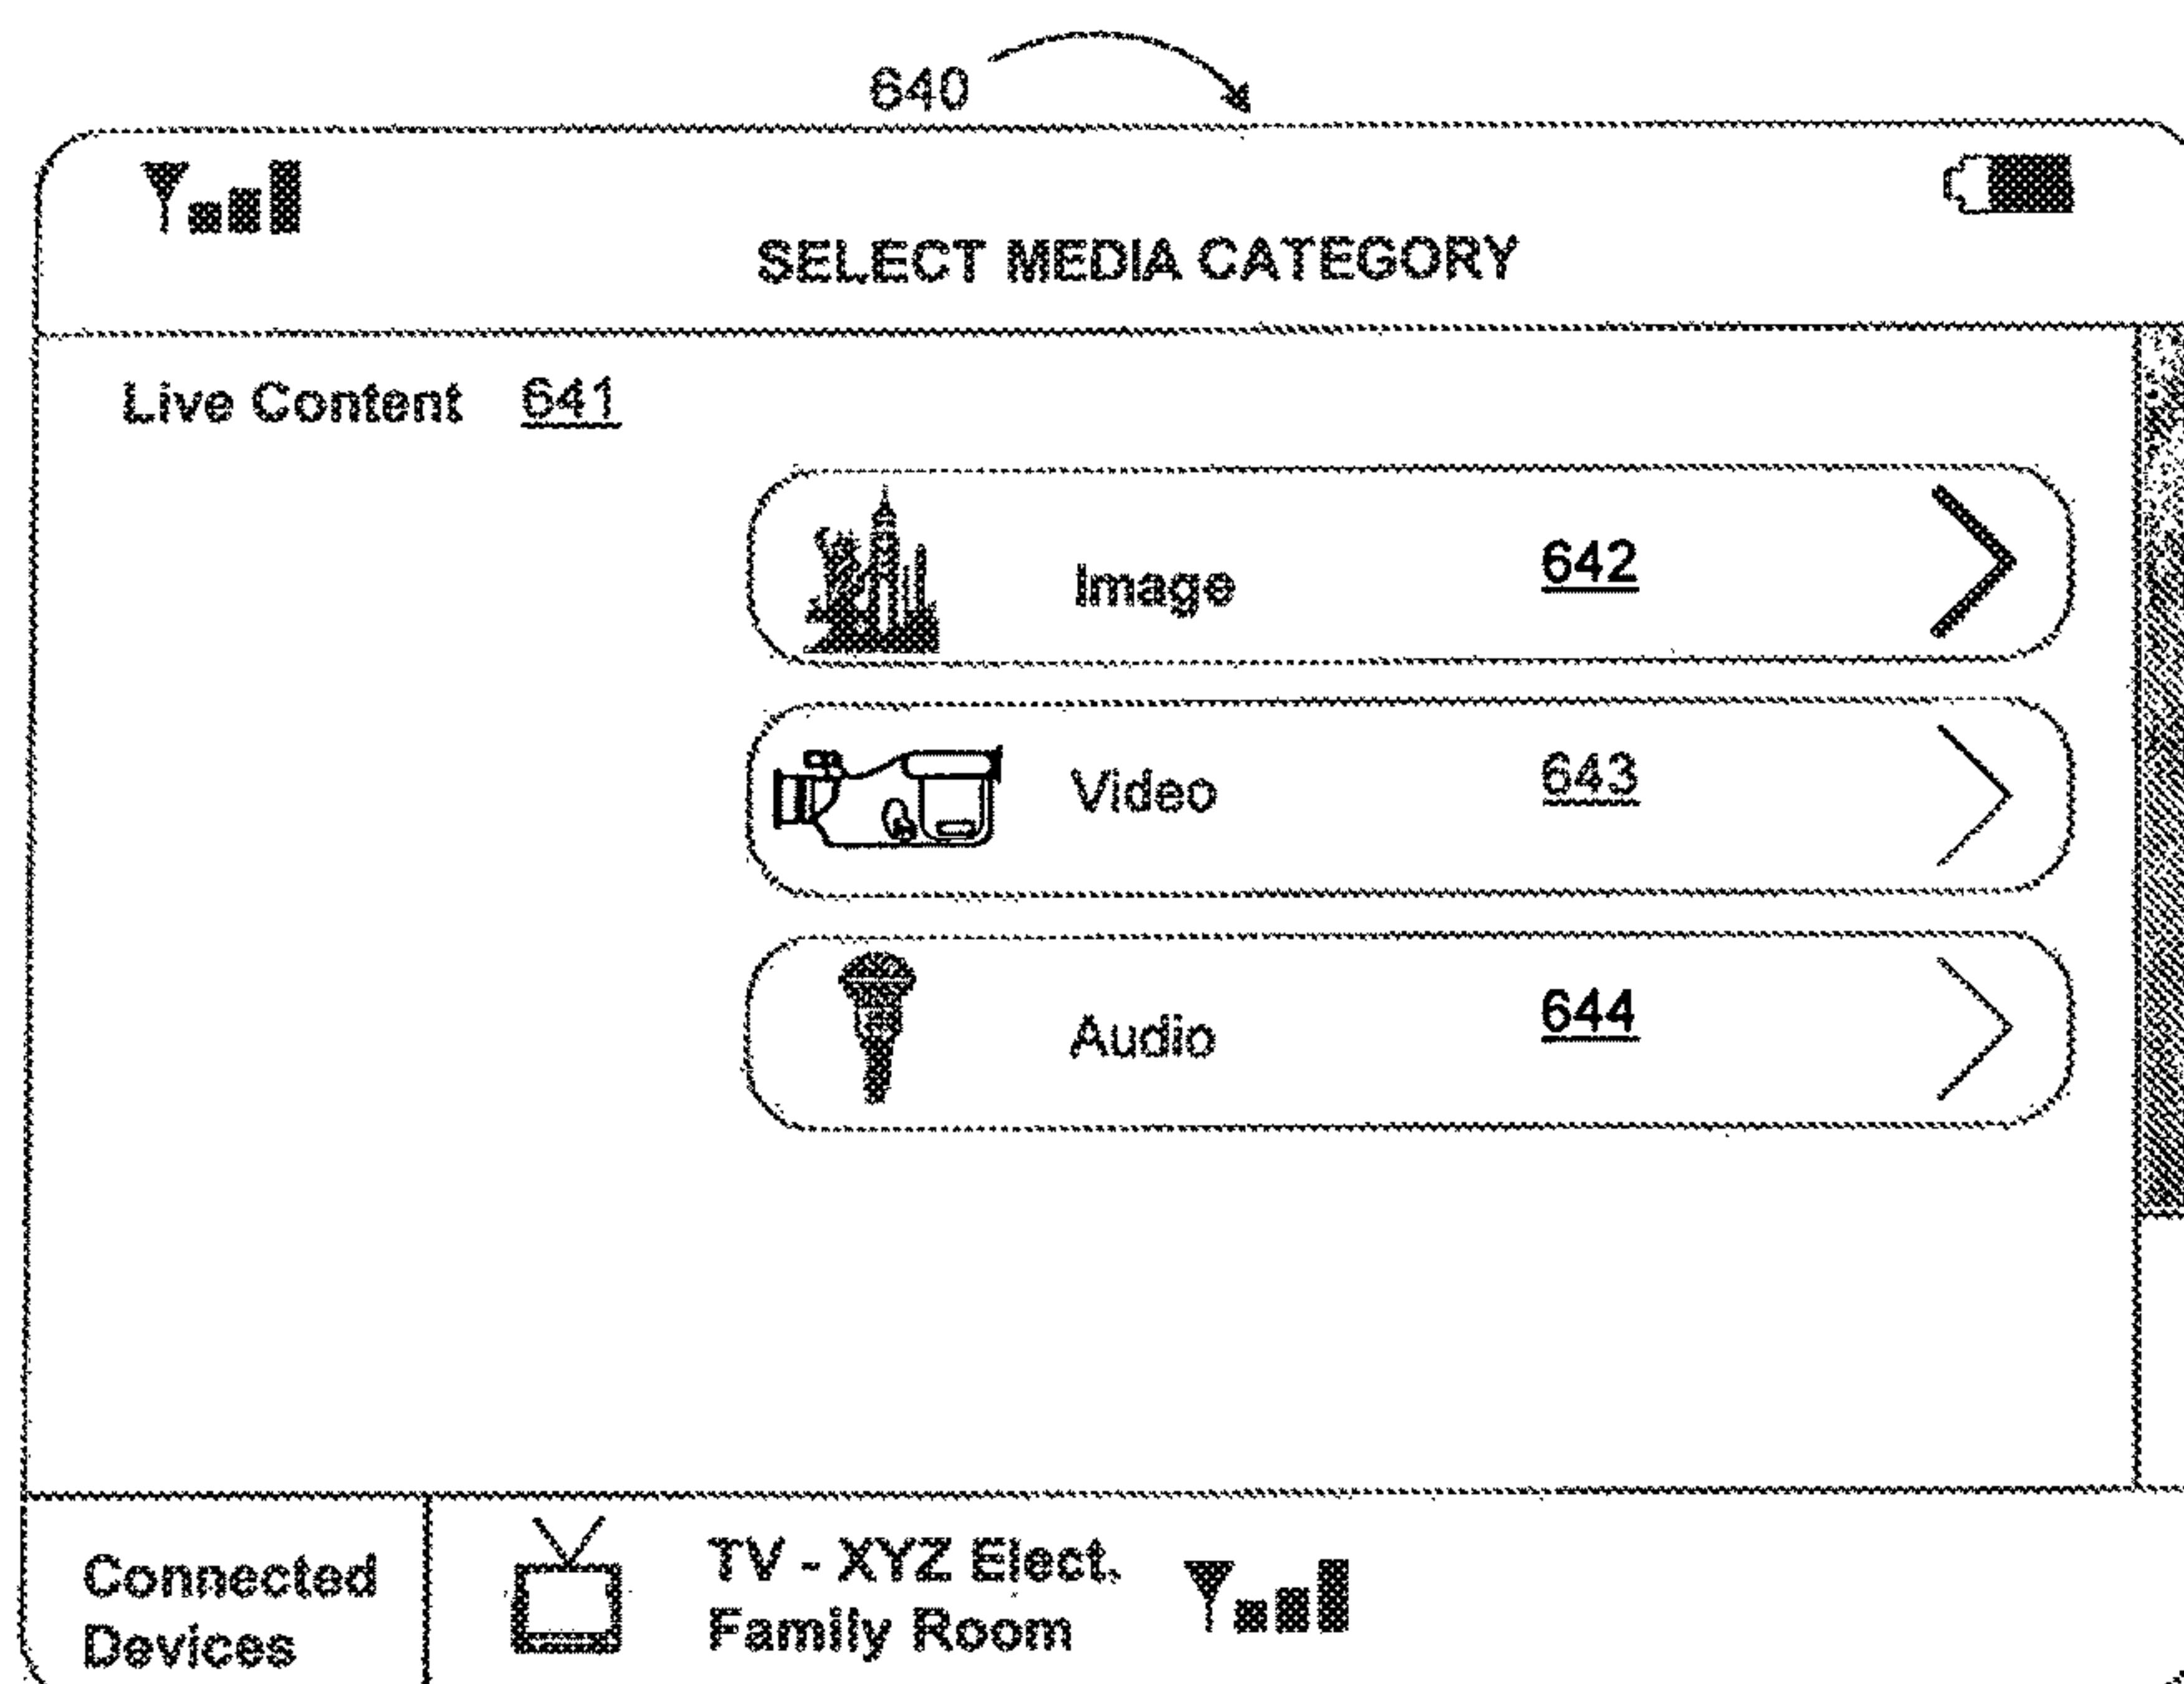 640
SELECT MEDIA CATEGORY
Live Content 641
Image 642
Video 643
Audio 644
Connected
Devices
TV - XYZ Elect.
Family Room